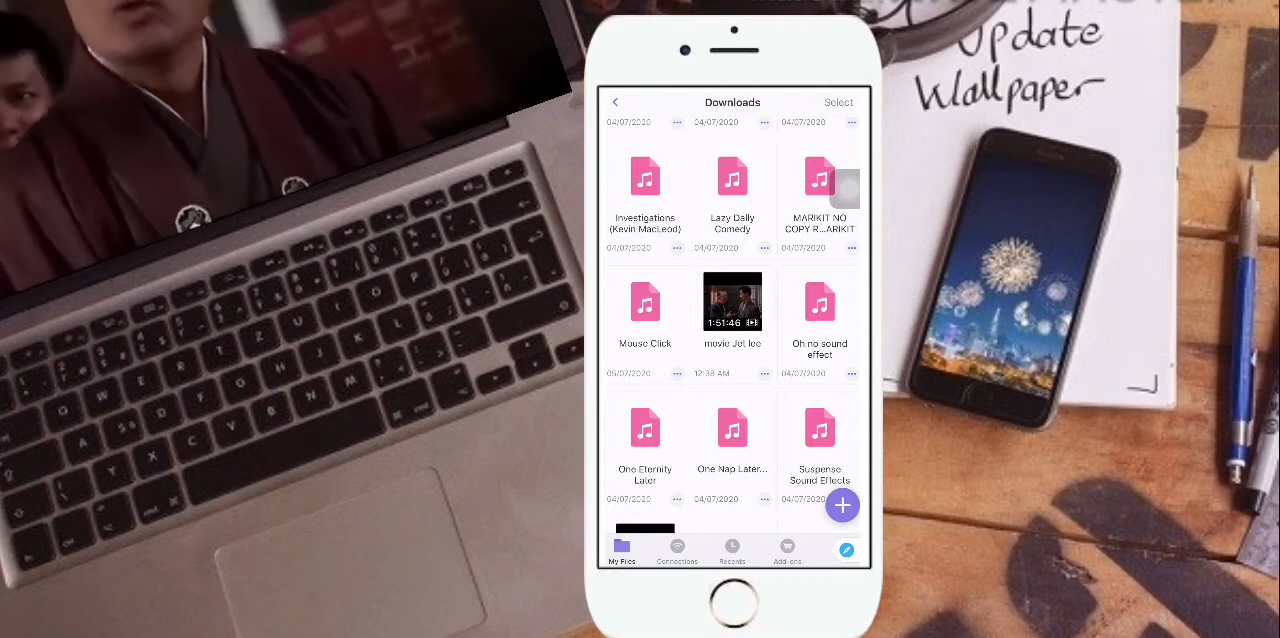 Update
Wallpaper
Downloads
Select
04/07/2020
04/07/2020
04/07/2020
Investigations
(Kevin MacLeod)
Lazy Dally
Comedy
MARIKIT NO
COPY R...ARIKIT
04/07/2020
04/07/2020
04/07/2020
1:51:46
Mouse Click
movie Jet lee
Oh no sound
effect
05/07/2020
12:38 AM
04/07/2020
One Eternity
Later
One Nap Later...
Suspense
Sound Effects
04/07/2020
04/07/2020
04/07/2020
My Files
Connections
Recents
Add-ons